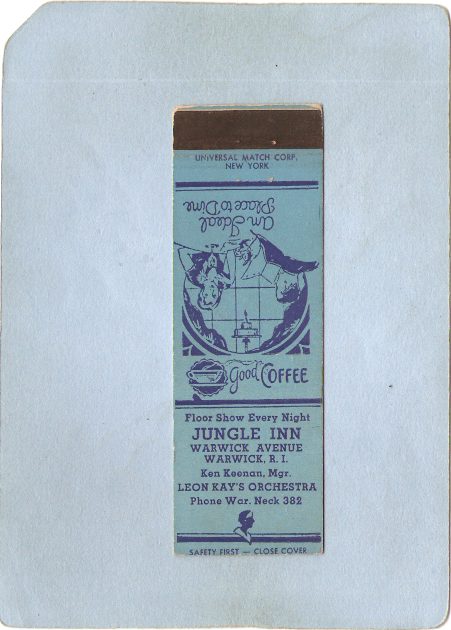 UNIVERSAL MATCH CORP.
NEW YORK
An Ideal
Place to Dine
Good COFFEE
Floor Show Every Night
JUNGLE INN
WARWICK AVENUE
WARWICK, R. I.
Ken Keenan, Mgr.
LEON KAY'S ORCHESTRA
Phone War. Neck 382
SAFETY FIRST — CLOSE COVER